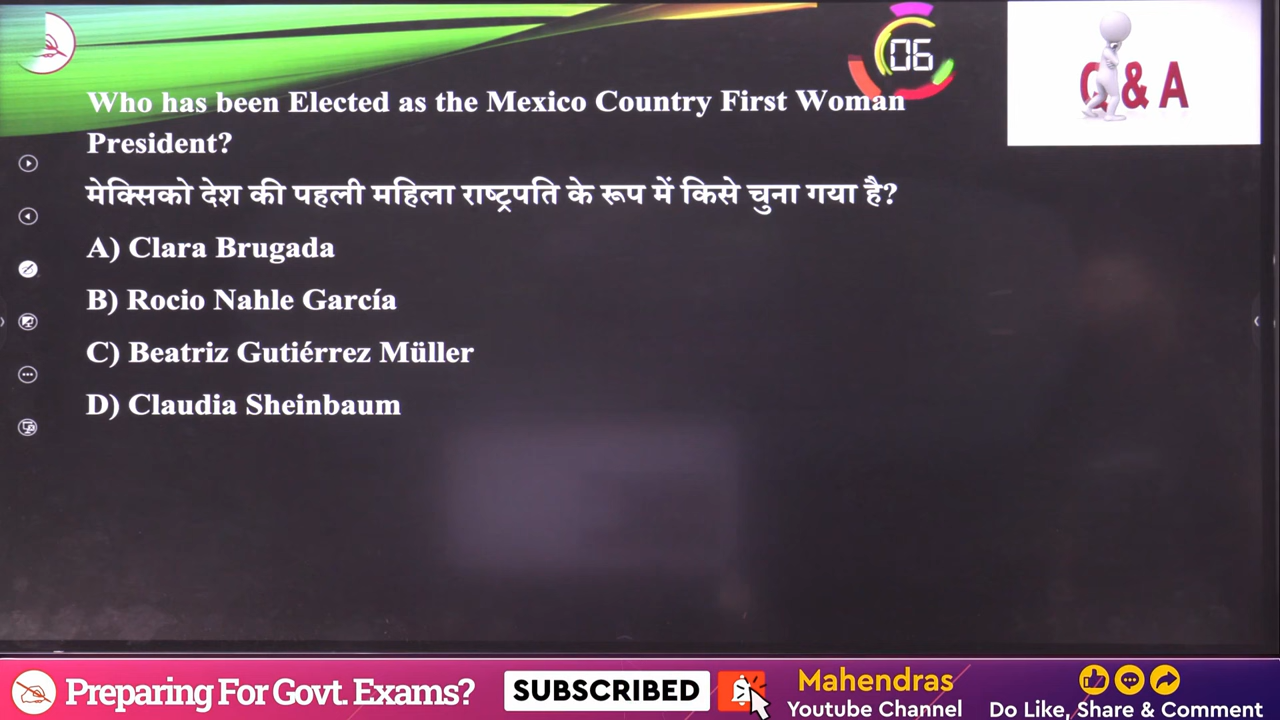 06
Q & A
Who has been Elected as the Mexico Country First Woman
President?
मेक्सिको देश की पहली महिला राष्ट्रपति के रूप में किसे चुना गया है?
A) Clara Brugada
B) Rocio Nahle García
C) Beatriz Gutiérrez Müller
D) Claudia Sheinbaum
Preparing For Govt. Exams?
SUBSCRIBED
Mahendras
Youtube Channel
Do Like, Share & Comment